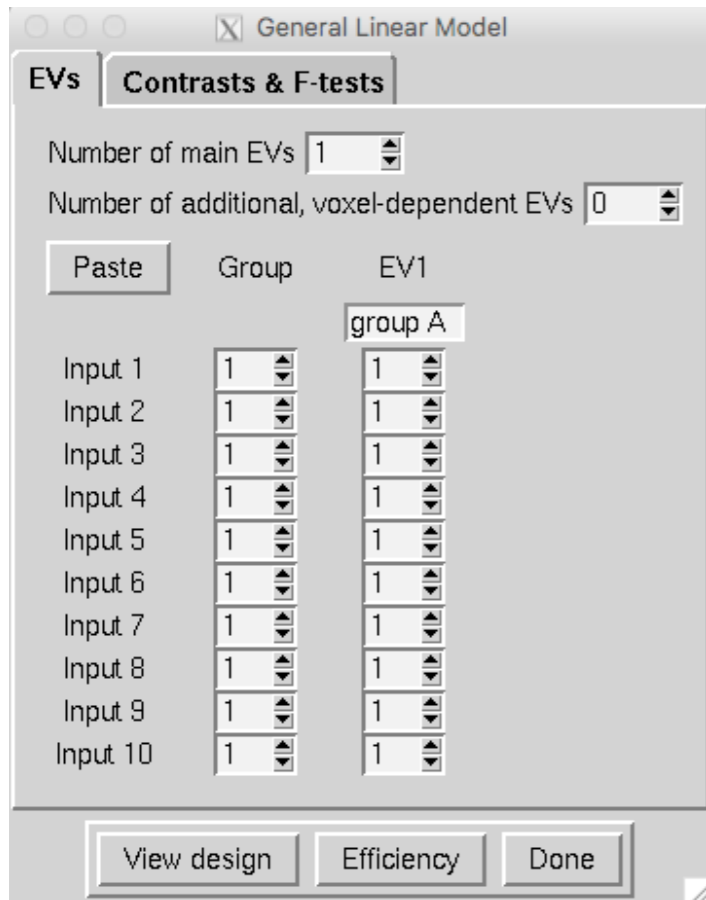 X General Linear Model
EVs Contrasts & F-tests
Number of main EVs 1
Number of additional, voxel-dependent EVs 0
Paste Group EV1
group A
Input 1 1 1
Input 2 1 1
Input 3 1 1
Input 4 1 1
Input 5 1 1
Input 6 1 1
Input 7 1 1
Input 8 1 1
Input 9 1 1
Input 10 1 1
View design Efficiency Done